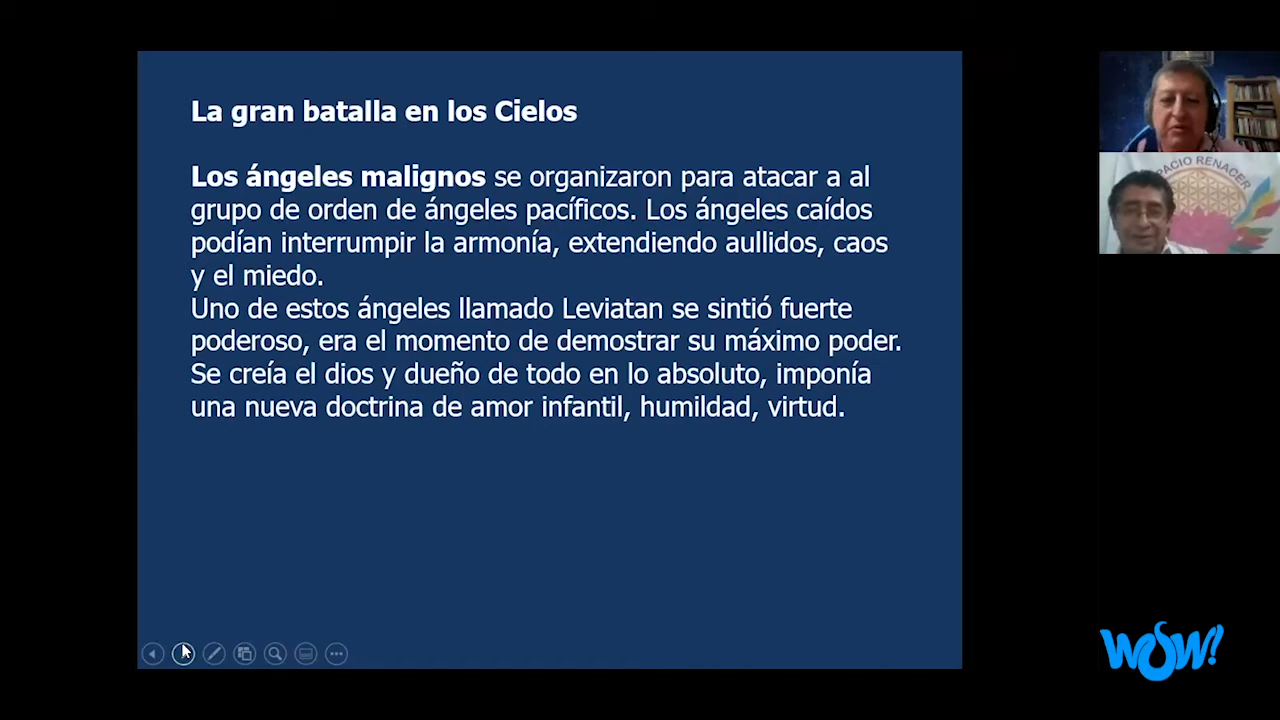 La gran batalla en los Cielos
Los ángeles malignos se organizaron para atacar a al
grupo de orden de ángeles pacíficos. Los ángeles caídos
podían interrumpir la armonía, extendiendo aullidos, caos
y el miedo.
Uno de estos ángeles llamado Leviatan se sintió fuerte
poderoso, era el momento de demostrar su máximo poder.
Se creía el dios y dueño de todo en lo absoluto, imponía
una nueva doctrina de amor infantil, humildad, virtud.
PACIO RENACER
WOW!